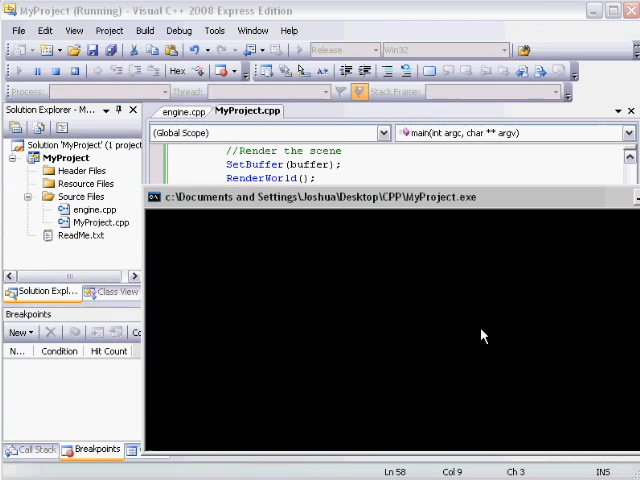 MyProject (Running) - Visual C++ 2008 Express Edition
File Edit View Project Build Debug Tools Window Help
Release Win32
Hex
Process: Thread: Stack Frame:
Solution Explorer - M...
engine.cpp MyProject.cpp
(Global Scope) main(int argc, char ** argv)
Solution 'MyProject' (1 project
MyProject
Header Files
Resource Files
Source Files
engine.cpp
MyProject.cpp
ReadMe.txt
//Render the scene
SetBuffer(buffer);
RenderWorld();
c:\Documents and Settings\Joshua\Desktop\CPP\MyProject.exe
Solution Expl... Class View
Breakpoints
New Co
N... Condition Hit Count
Call Stack Breakpoints
Ln 58 Col 9 Ch 3 INS